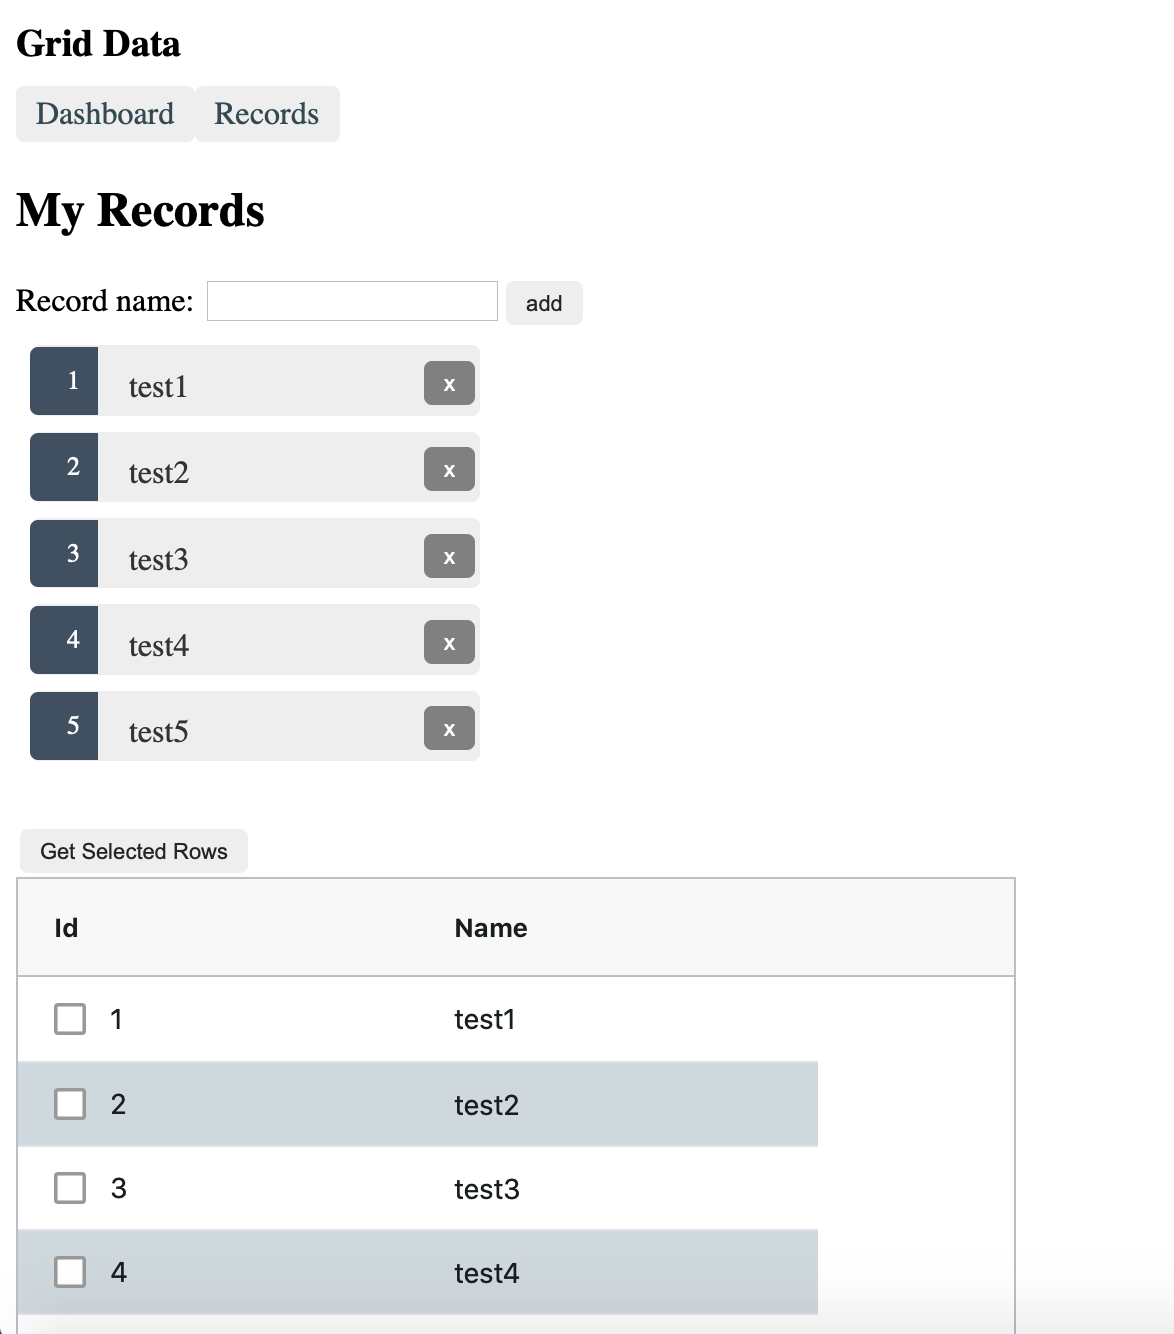 Grid Data
Dashboard Records
My Records
Record name: add
1 test1 x
2 test2 x
3 test3 x
4 test4 x
5 test5 x
Get Selected Rows
Id Name
1 test1
2 test2
3 test3
4 test4